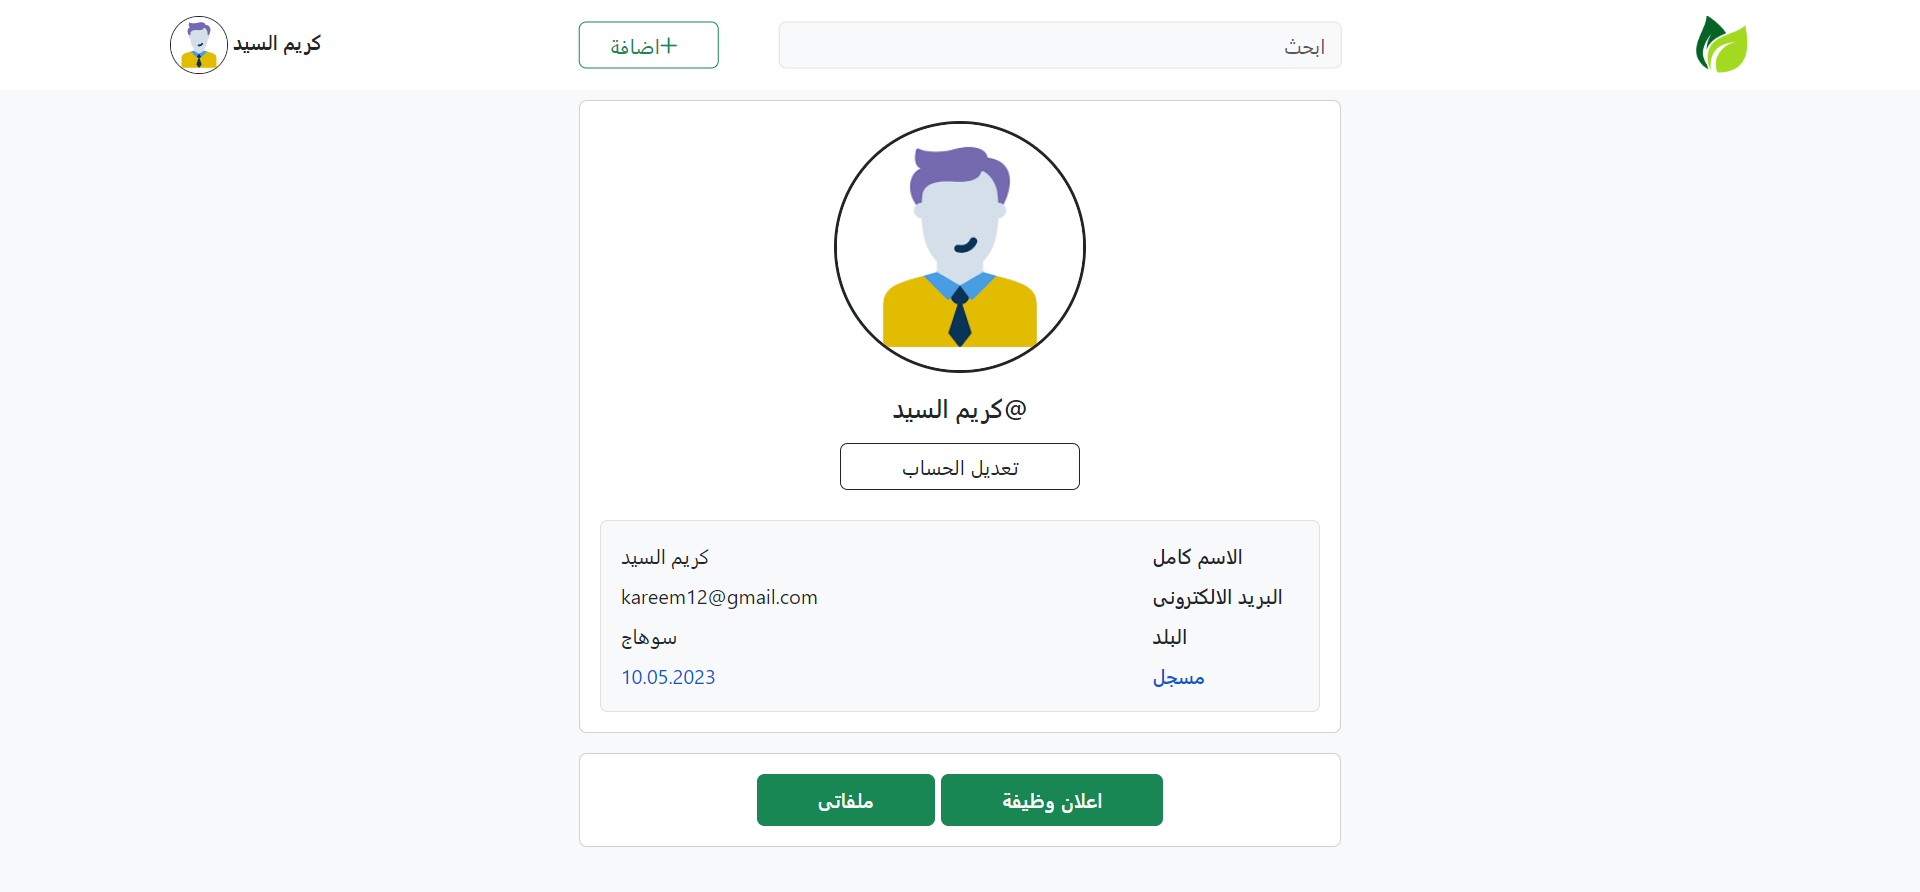 ابحث
+اضافة
كريم السيد
@كريم السيد
تعديل الحساب
الاسم كامل كريم السيد
البريد الالكترونى kareem12@gmail.com
البلد سوهاج
مسجل 10.05.2023
اعلان وظيفة ملفاتى